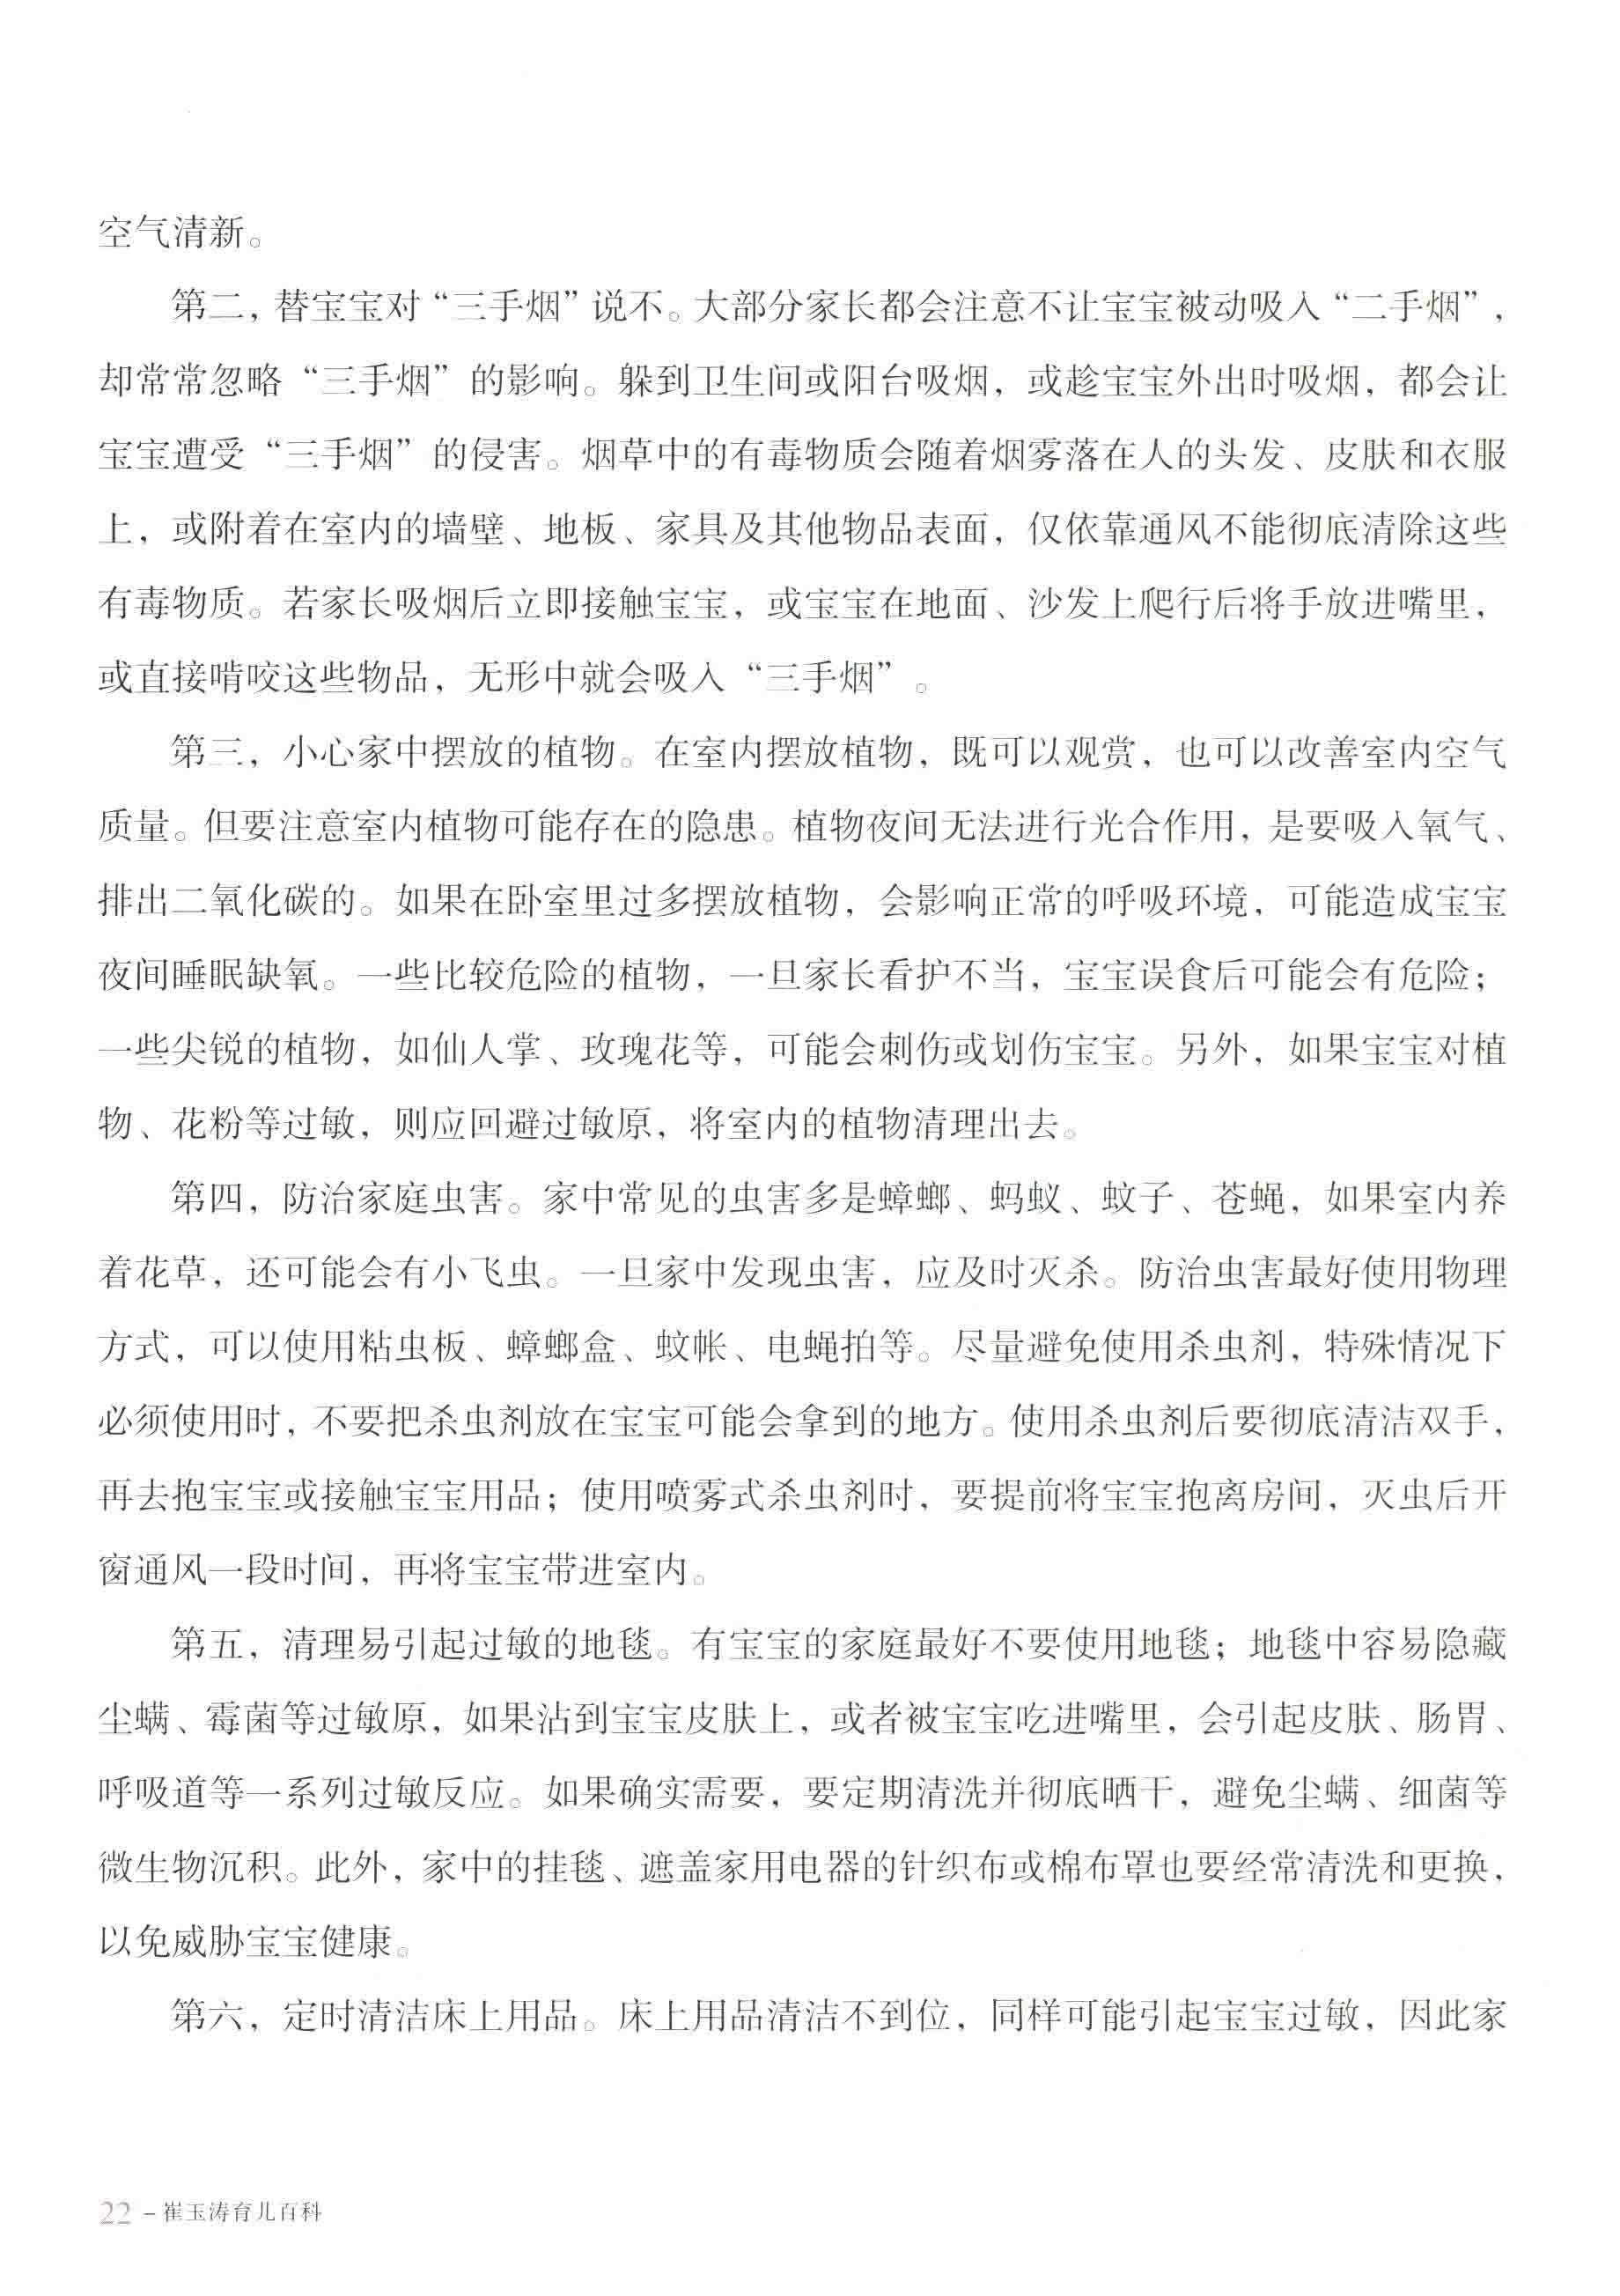 空气清新。
第二，替宝宝对“三手烟”说不。大部分家长都会注意不让宝宝被动吸入“二手烟”，
却常常忽略“三手烟”的影响。躲到卫生间或阳台吸烟，或趁宝宝外出时吸烟，都会让
宝宝遭受“三手烟”的侵害。烟草中的有毒物质会随着烟雾落在人的头发、皮肤和衣服
上，或附着在室内的墙壁、地板、家具及其他物品表面，仅依靠通风不能彻底清除这些
有毒物质。若家长吸烟后立即接触宝宝，或宝宝在地面、沙发上爬行后将手放进嘴里，
或直接啃咬这些物品，无形中就会吸入“三手烟”。
第三，小心家中摆放的植物。在室内摆放植物，既可以观赏，也可以改善室内空气
质量。但要注意室内植物可能存在的隐患。植物夜间无法进行光合作用，是要吸入氧气、
排出二氧化碳的。如果在卧室里过多摆放植物，会影响正常的呼吸环境，可能造成宝宝
夜间睡眠缺氧。一些比较危险的植物，一旦家长看护不当，宝宝误食后可能会有危险；
一些尖锐的植物，如仙人掌、玫瑰花等，可能会刺伤或划伤宝宝。另外，如果宝宝对植
物、花粉等过敏，则应回避过敏原，将室内的植物清理出去。
第四，防治家庭虫害。家中常见的虫害多是蟑螂、蚂蚁、蚊子、苍蝇，如果室内养
着花草，还可能会有小飞虫。一旦家中发现虫害，应及时灭杀。防治虫害最好使用物理
方式，可以使用粘虫板、蟑螂盒、蚊帐、电蝇拍等。尽量避免使用杀虫剂，特殊情况下
必须使用时，不要把杀虫剂放在宝宝可能会拿到的地方。使用杀虫剂后要彻底清洁双手，
再去抱宝宝或接触宝宝用品；使用喷雾式杀虫剂时，要提前将宝宝抱离房间，灭虫后开
窗通风一段时间，再将宝宝带进室内。
第五，清理易引起过敏的地毯。有宝宝的家庭最好不要使用地毯；地毯中容易隐藏
尘螨、霉菌等过敏原，如果沾到宝宝皮肤上，或者被宝宝吃进嘴里，会引起皮肤、肠胃、
呼吸道等一系列过敏反应。如果确实需要，要定期清洗并彻底晒干，避免尘螨、细菌等
微生物沉积。此外，家中的挂毯、遮盖家用电器的针织布或棉布罩也要经常清洗和更换，
以免威胁宝宝健康。
第六，定时清洁床上用品。床上用品清洁不到位，同样可能引起宝宝过敏，因此家
22 – 崔玉涛育儿百科